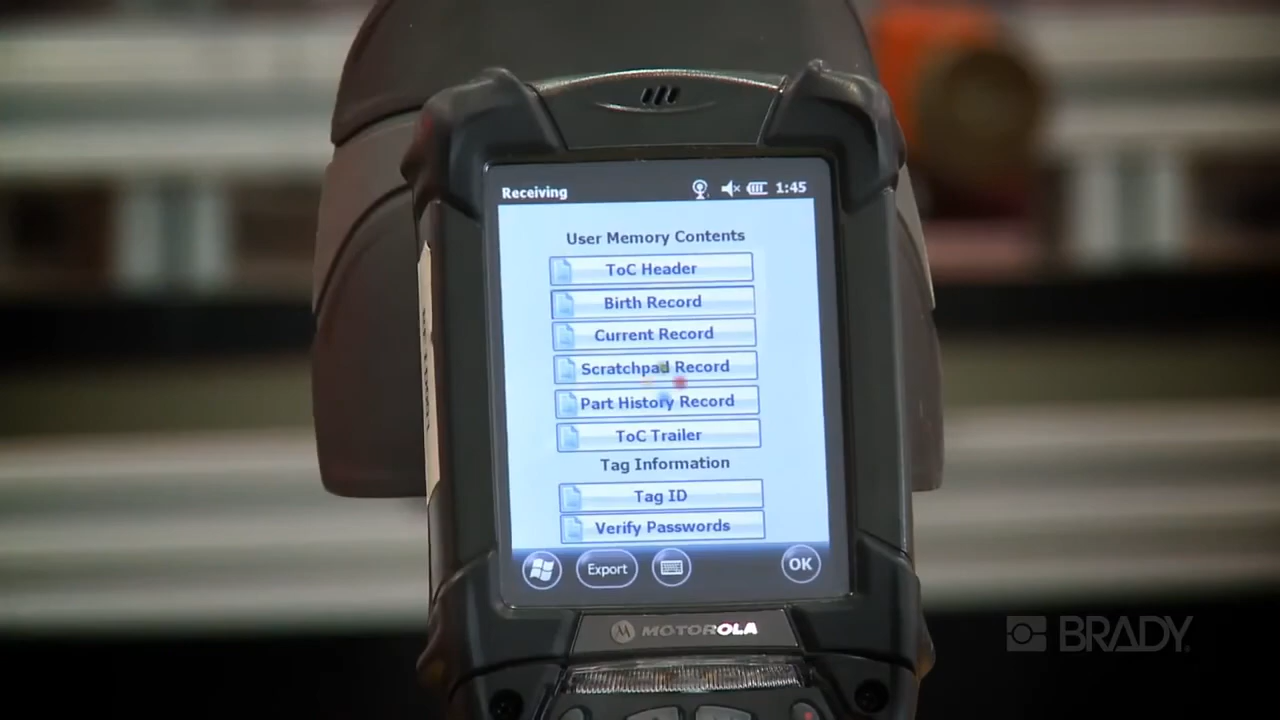 Receiving 1:45
User Memory Contents
ToC Header
Birth Record
Current Record
Scratchpad Record
Part History Record
ToC Trailer
Tag Information
Tag ID
Verify Passwords
Export
OK
MOTOROLA
BRADY